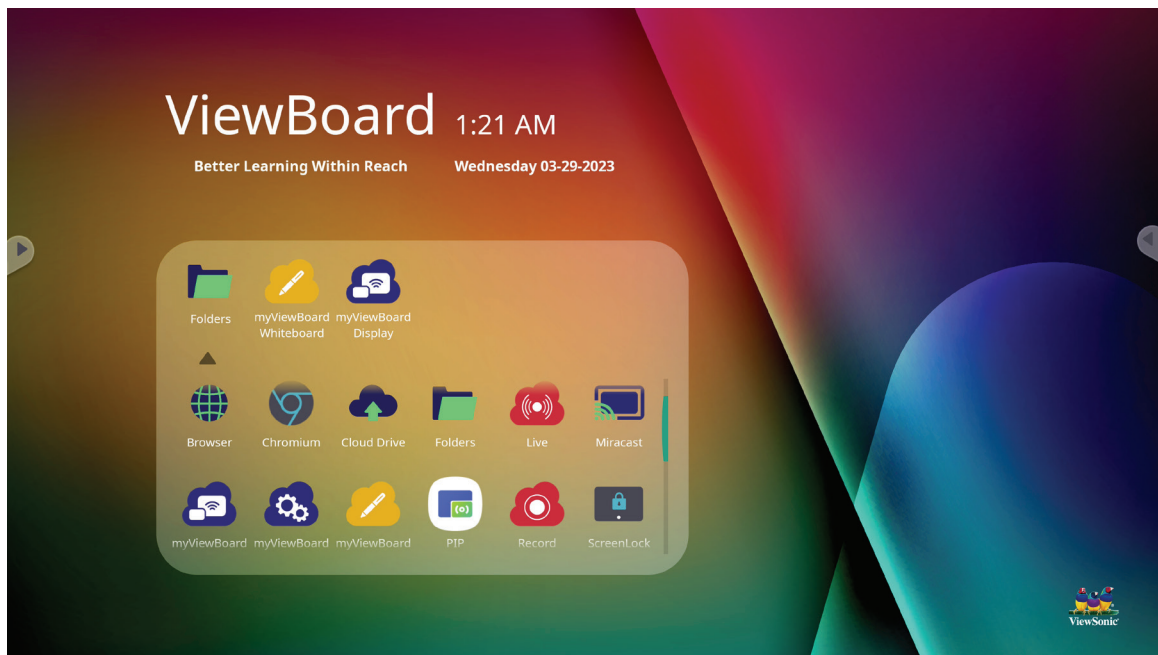 ViewBoard 1:21 AM
Better Learning Within Reach Wednesday 03-29-2023
Folders myViewBoard Whiteboard myViewBoard Display
Browser Chromium Cloud Drive Folders Live Miracast
myViewBoard myViewBoard myViewBoard PIP Record ScreenLock
ViewSonic